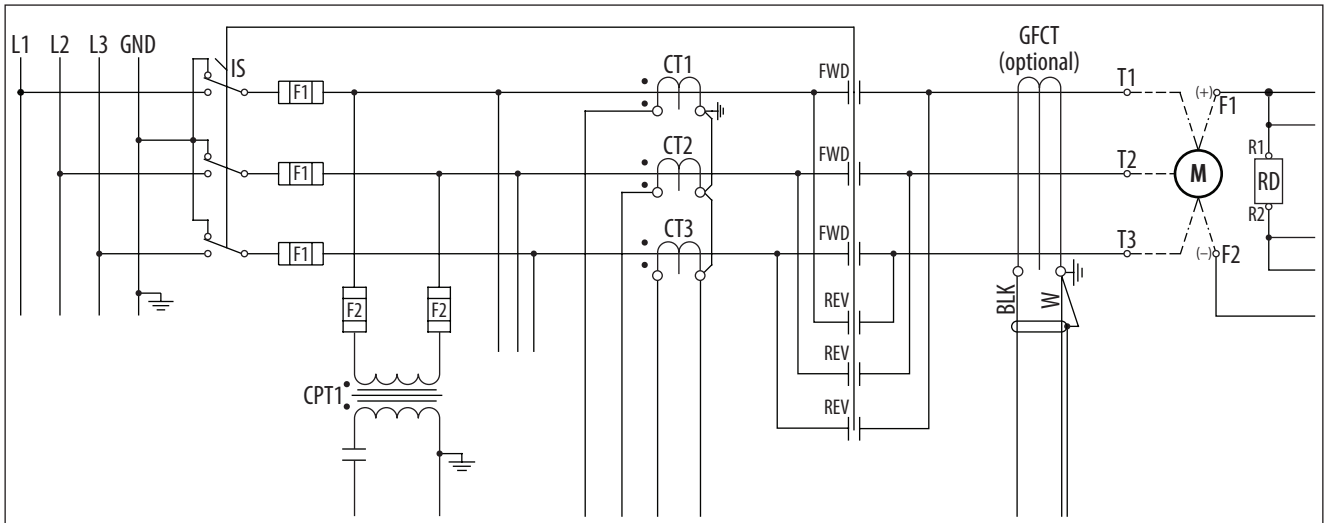 L1 L2 L3 GND
IS
F1
CT1
FWD
GFCT
(optional)
T1
(+) F1
F1
CT2
FWD
T2
M
R1
RD
R2
F1
CT3
FWD
T3
(–) F2
F2
F2
REV
BLK
W
REV
CPT1
REV